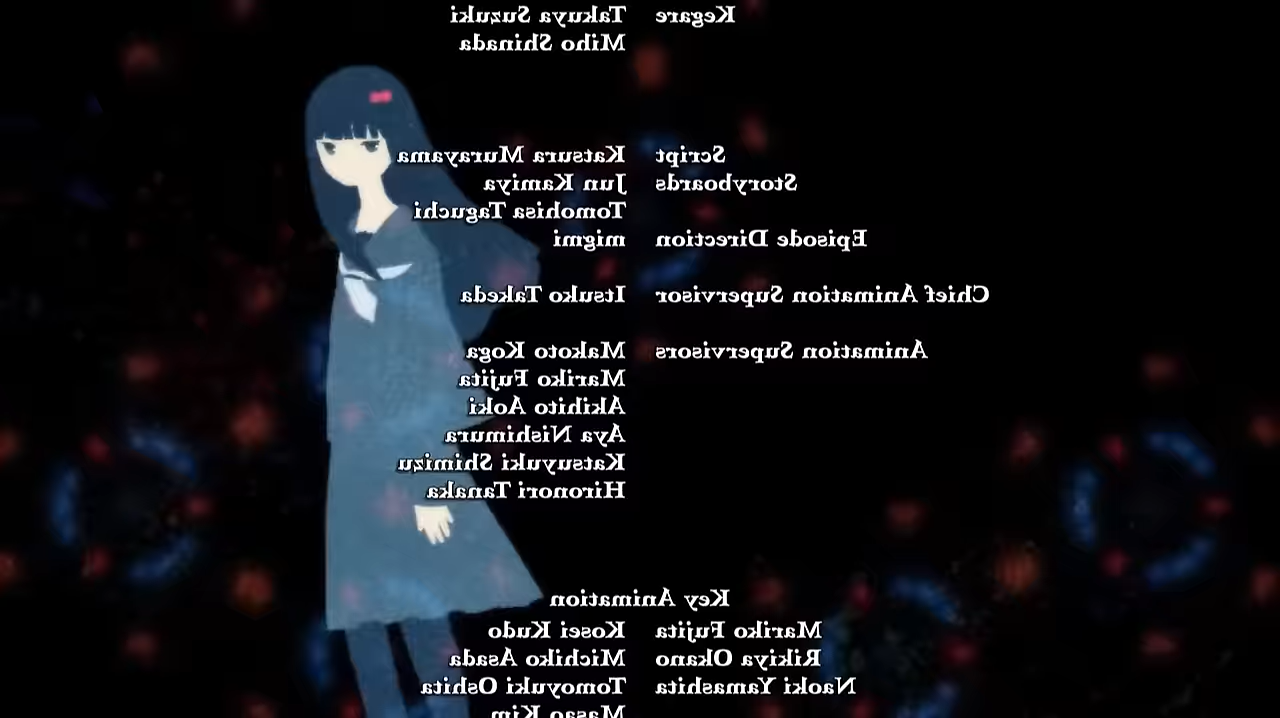 Kegare Takuya Suzuki
Miho Shinada
Script Katsura Murayama
Storyboards Jun Kamiya
Tomohisa Taguchi
Episode Direction migmi
Chief Animation Supervisor Itsuko Takeda
Animation Supervisors Makoto Koga
Mariko Fujita
Akihito Aoki
Aya Nishimura
Katsuyuki Shimizu
Hironori Tanaka
Key Animation
Mariko Fujita Kosei Kudo
Rikiya Okano Michiko Asada
Naoki Yamashita Tomoyuki Oshita
Masao Kim